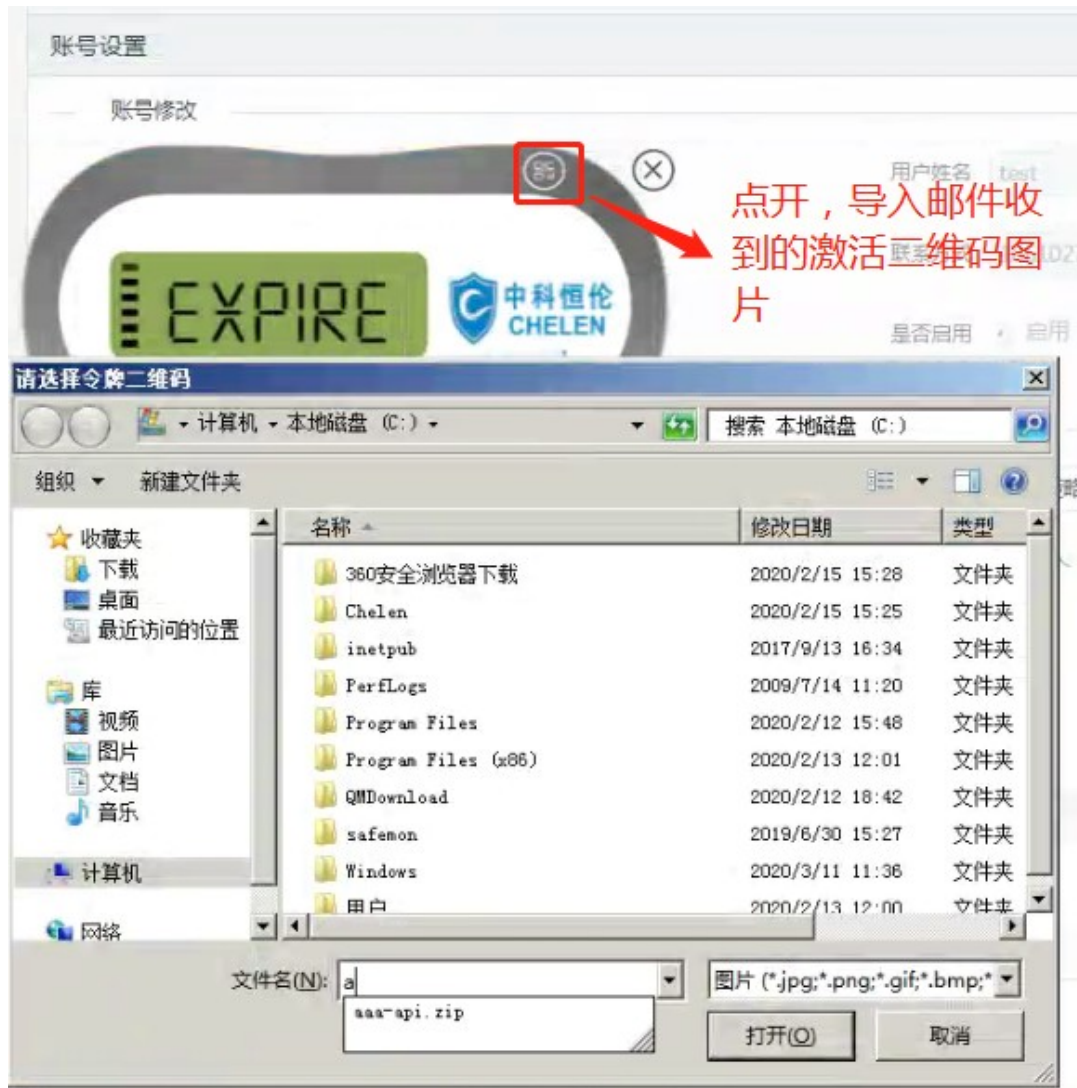 账号设置
账号修改
用户姓名 test
点开，导入邮件收
到的激活二维码图
片
EXPIRE
中科恒伦
CHELEN
是否启用 启用
请选择令牌二维码
计算机 本地磁盘 (C:)
搜索 本地磁盘 (C:)
组织 新建文件夹
名称 修改日期 类型
收藏夹
下载
桌面
最近访问的位置
库
视频
图片
文档
音乐
计算机
网络
360安全浏览器下载 2020/2/15 15:28 文件夹
Chelen 2020/2/15 15:25 文件夹
inetpub 2017/9/13 16:34 文件夹
PerfLogs 2009/7/14 11:20 文件夹
Program Files 2020/2/12 15:48 文件夹
Program Files (x86) 2020/2/13 12:01 文件夹
QMDownload 2020/2/12 18:42 文件夹
safemon 2019/6/30 15:27 文件夹
Windows 2020/3/11 11:36 文件夹
用户 2020/2/13 12:00 文件夹
文件名(N): a
图片 (*.jpg;*.png;*.gif;*.bmp;*
aaa-api.zip
打开(O) 取消